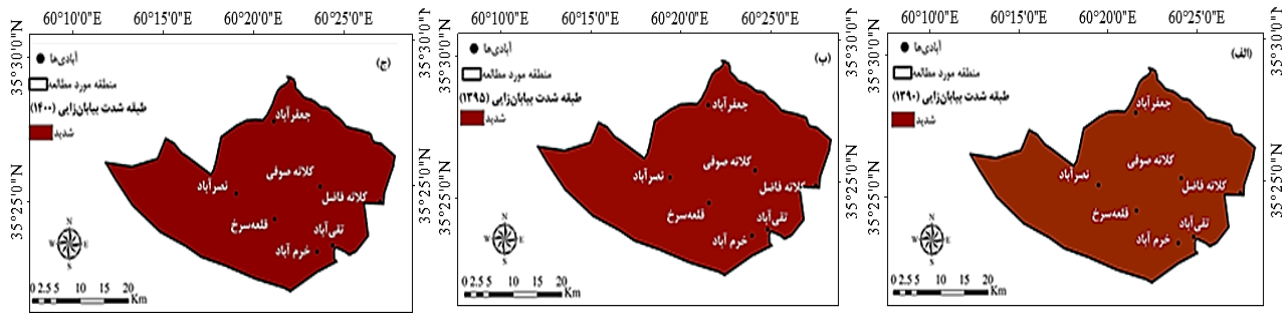 60°10'0"E 60°15'0"E 60°20'0"E 60°25'0"E
35°30'0"N
35°25'0"N
(الف)
آبادی‌ها
منطقه مورد مطالعه
طبقه شدت بیابان‌زایی (۱۳۹۰)
شدید
جعفرآباد
کلاته صوفی
نصرآباد
کلاته فاضل
قلعه‌سرخ
تقی‌آباد
خرم آباد
N
W E
S
0 2.5 5 10 15 20
Km
60°10'0"E 60°15'0"E 60°20'0"E 60°25'0"E
35°30'0"N
35°25'0"N
(ب)
آبادی‌ها
منطقه مورد مطالعه
طبقه شدت بیابان‌زایی (۱۳۹۵)
شدید
جعفرآباد
کلاته صوفی
نصرآباد
کلاته فاضل
قلعه‌سرخ
تقی‌آباد
خرم آباد
N
W E
S
0 2.5 5 10 15 20
Km
60°10'0"E 60°15'0"E 60°20'0"E 60°25'0"E
35°30'0"N
35°25'0"N
(ج)
آبادی‌ها
منطقه مورد مطالعه
طبقه شدت بیابان‌زایی (۱۴۰۰)
شدید
جعفرآباد
کلاته صوفی
نصرآباد
کلاته فاضل
قلعه‌سرخ
تقی‌آباد
خرم آباد
N
W E
S
0 2.5 5 10 15 20
Km